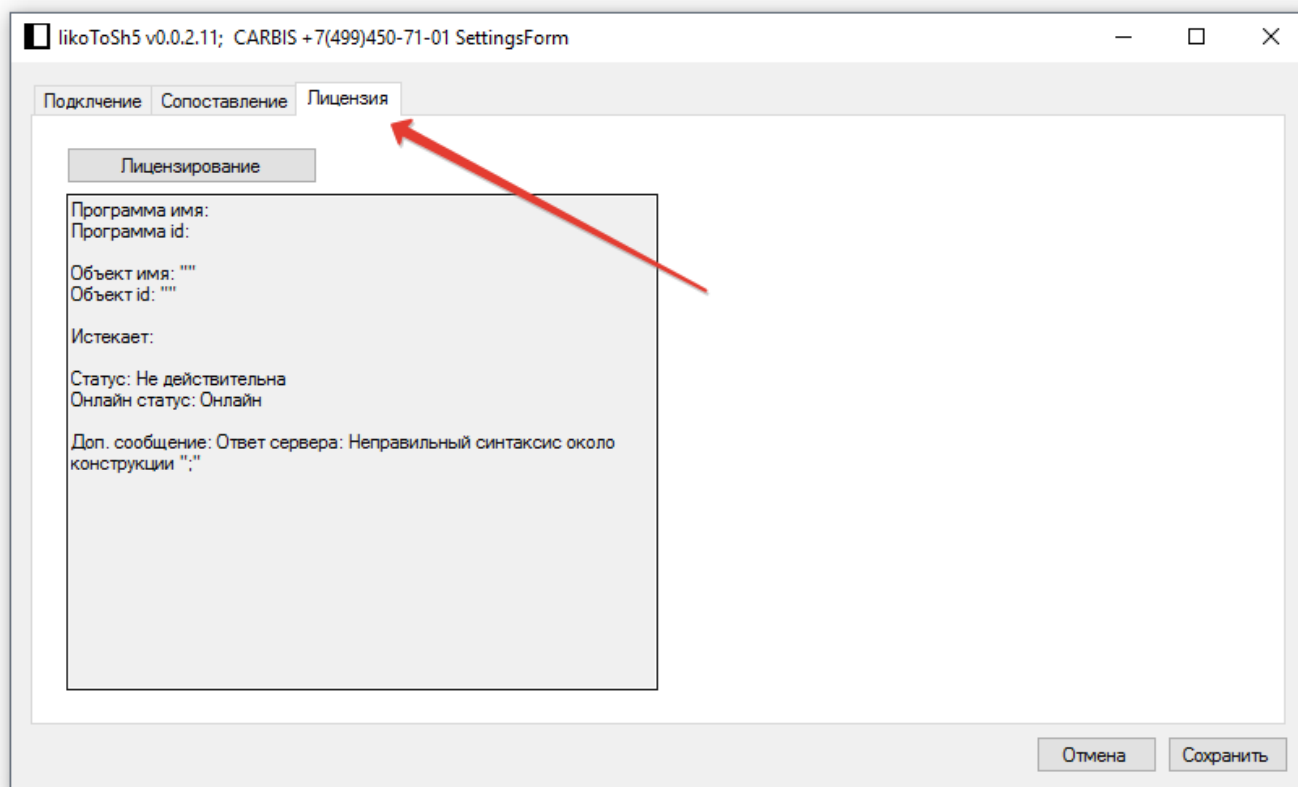 IikoToSh5 v0.0.2.11;  CARBIS +7(499)450-71-01 SettingsForm
Подклчение Сопоставление Лицензия
Лицензирование
Программа имя:
Программа id:
Объект имя: ""
Объект id: ""
Истекает:
Статус: Не действительна
Онлайн статус: Онлайн
Доп. сообщение: Ответ сервера: Неправильный синтаксис около
конструкции ";"
Отмена Сохранить